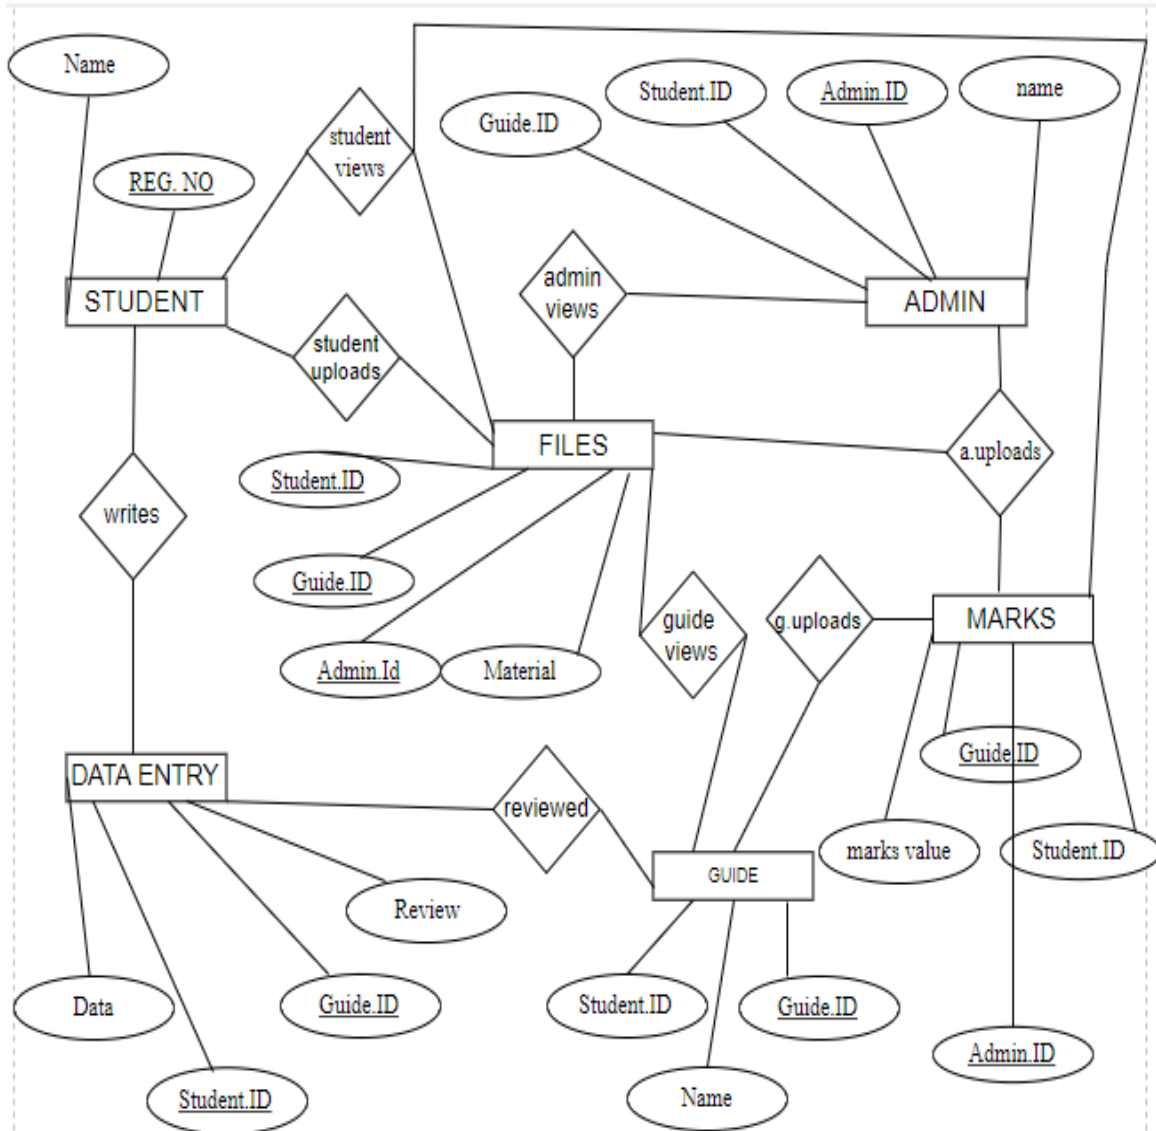 Name
Student.ID
Admin.ID
name
Guide.ID
student
views
REG. NO
admin
views
STUDENT
ADMIN
student
uploads
FILES
a.uploads
Student.ID
writes
Guide.ID
guide
views
g.uploads
MARKS
Admin.Id
Material
Guide.ID
DATA ENTRY
reviewed
marks value
Student.ID
GUIDE
Review
Data
Guide.ID
Student.ID
Guide.ID
Admin.ID
Student.ID
Name